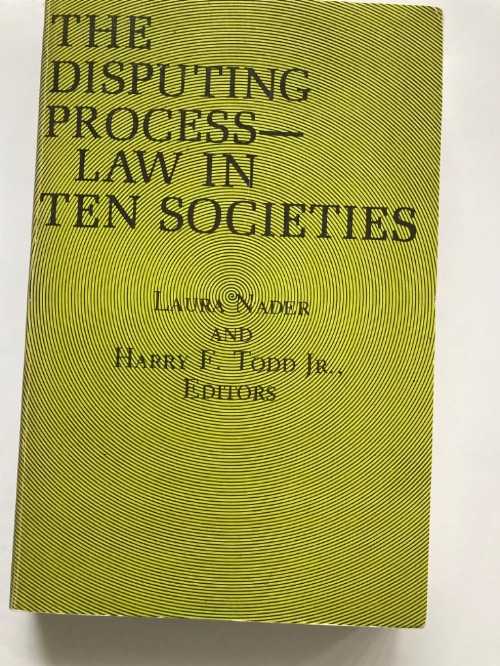 THE
DISPUTING
PROCESS—
LAW IN
TEN SOCIETIES
LAURA NADER
AND
HARRY F. TODD JR.,
EDITORS